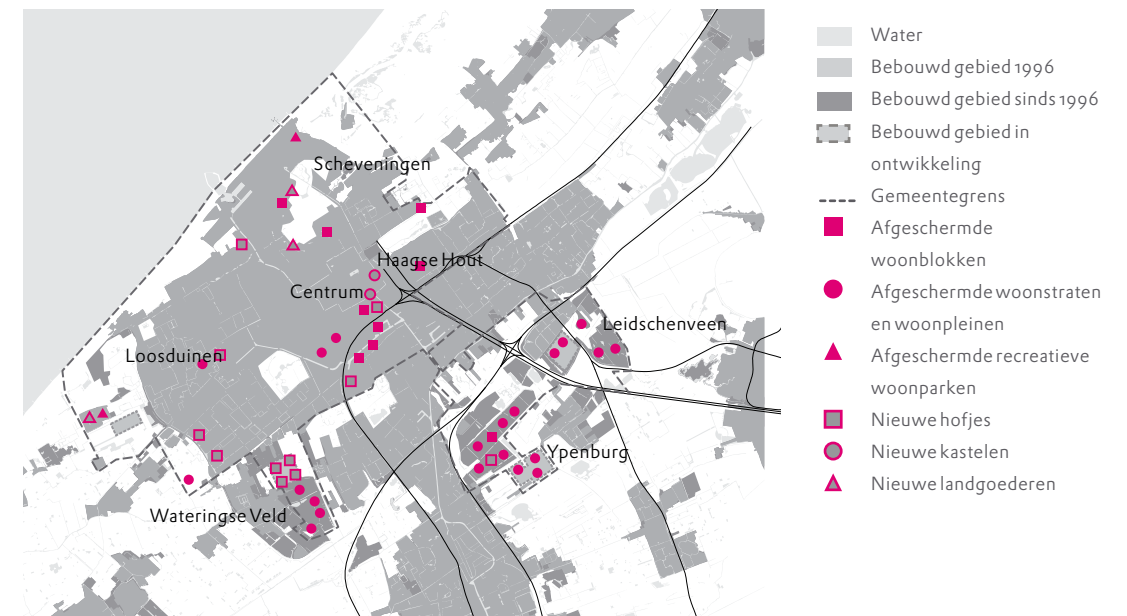 Scheveningen
Haagse Hout
Centrum
Leidschenveen
Loosduinen
Ypenburg
Wateringse Veld
Water
Bebouwd gebied 1996
Bebouwd gebied sinds 1996
Bebouwd gebied in
ontwikkeling
Gemeentegrens
Afgeschermde
woonblokken
Afgeschermde woonstraten
en woonpleinen
Afgeschermde recreatieve
woonparken
Nieuwe hofjes
Nieuwe kastelen
Nieuwe landgoederen